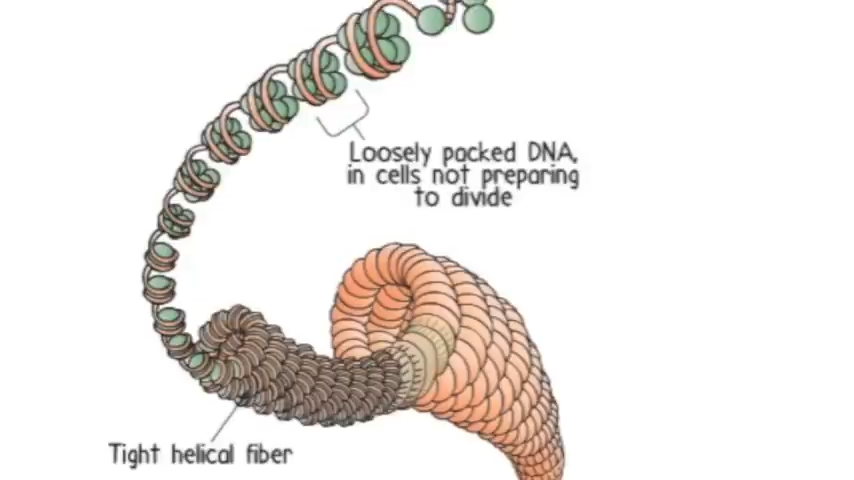 Loosely packed DNA,
in cells not preparing
to divide
Tight helical fiber